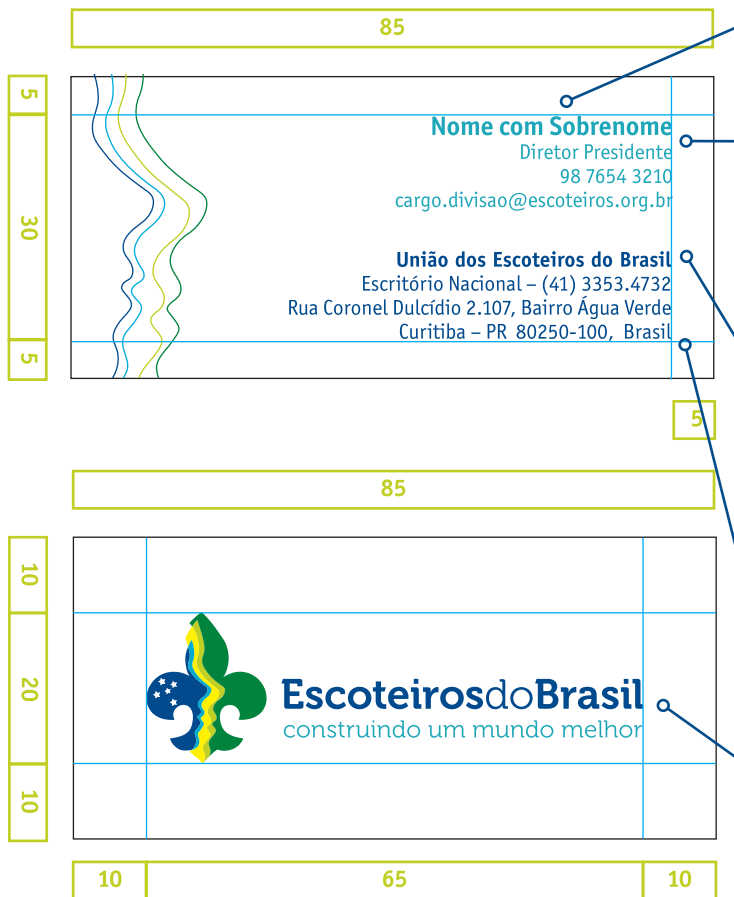 85
5
30
5
Nome com Sobrenome
Diretor Presidente
98 7654 3210
cargo.divisao@escoteiros.org.br
União dos Escoteiros do Brasil
Escritório Nacional – (41) 3353.4732
Rua Coronel Dulcídio 2.107, Bairro Água Verde
Curitiba – PR 80250-100, Brasil
5
85
10
20
10
EscoteirosdoBrasil
construindo um mundo melhor
10
65
10